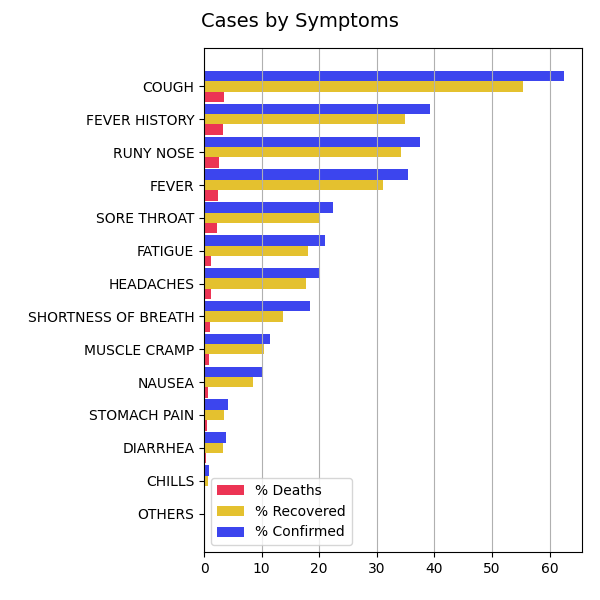 Cases by Symptoms
COUGH
FEVER HISTORY
RUNY NOSE
FEVER
SORE THROAT
FATIGUE
HEADACHES
SHORTNESS OF BREATH
MUSCLE CRAMP
NAUSEA
STOMACH PAIN
DIARRHEA
CHILLS
OTHERS
% Deaths
% Recovered
% Confirmed
0 10 20 30 40 50 60